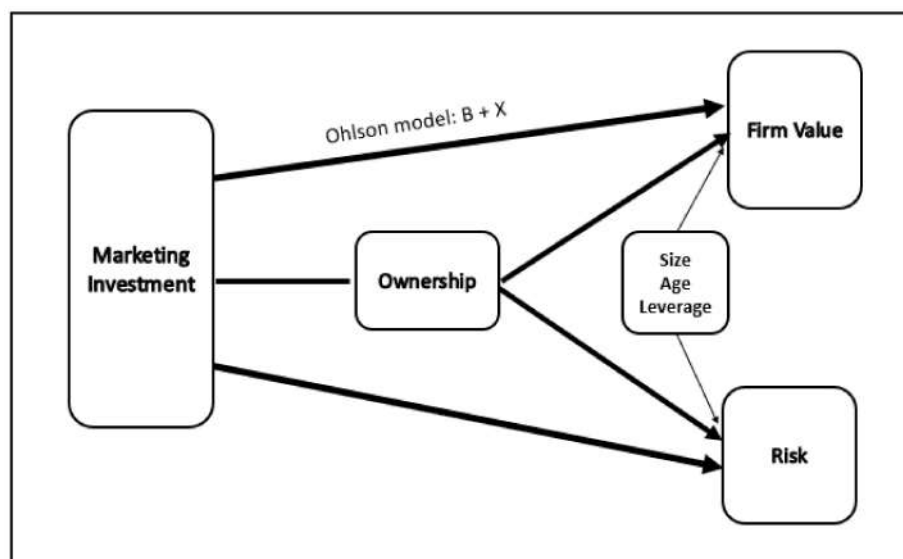 Ohlson model: B + X
Firm Value
Marketing
Investment
Ownership
Size
Age
Leverage
Risk